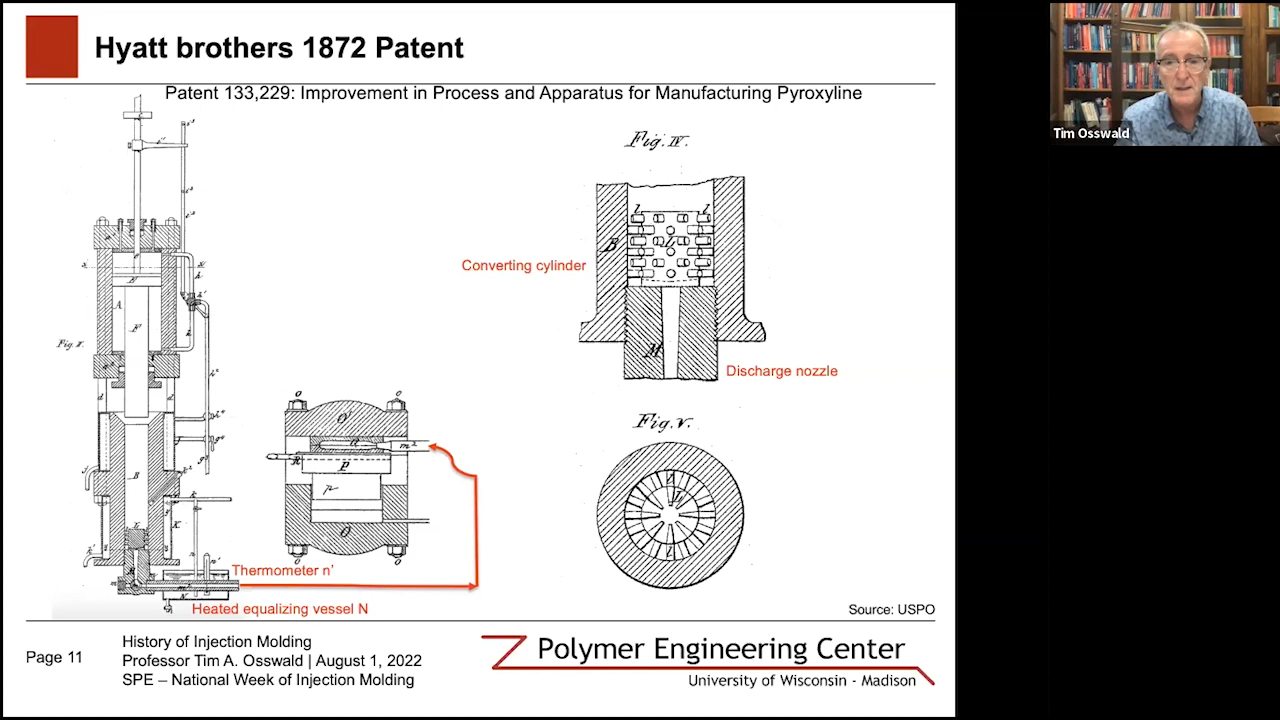 Hyatt brothers 1872 Patent
Patent 133,229: Improvement in Process and Apparatus for Manufacturing Pyroxyline
Tim Osswald
Fig. IV.
B
L
l
l
Converting cylinder
M
Discharge nozzle
Fig. V.
A
F
B
O'
P
p
O
o
o
o
o
m²
Thermometer n'
Heated equalizing vessel N
Source: USPO
Page 11
History of Injection Molding
Professor Tim A. Osswald | August 1, 2022
SPE – National Week of Injection Molding
Polymer Engineering Center
University of Wisconsin - Madison